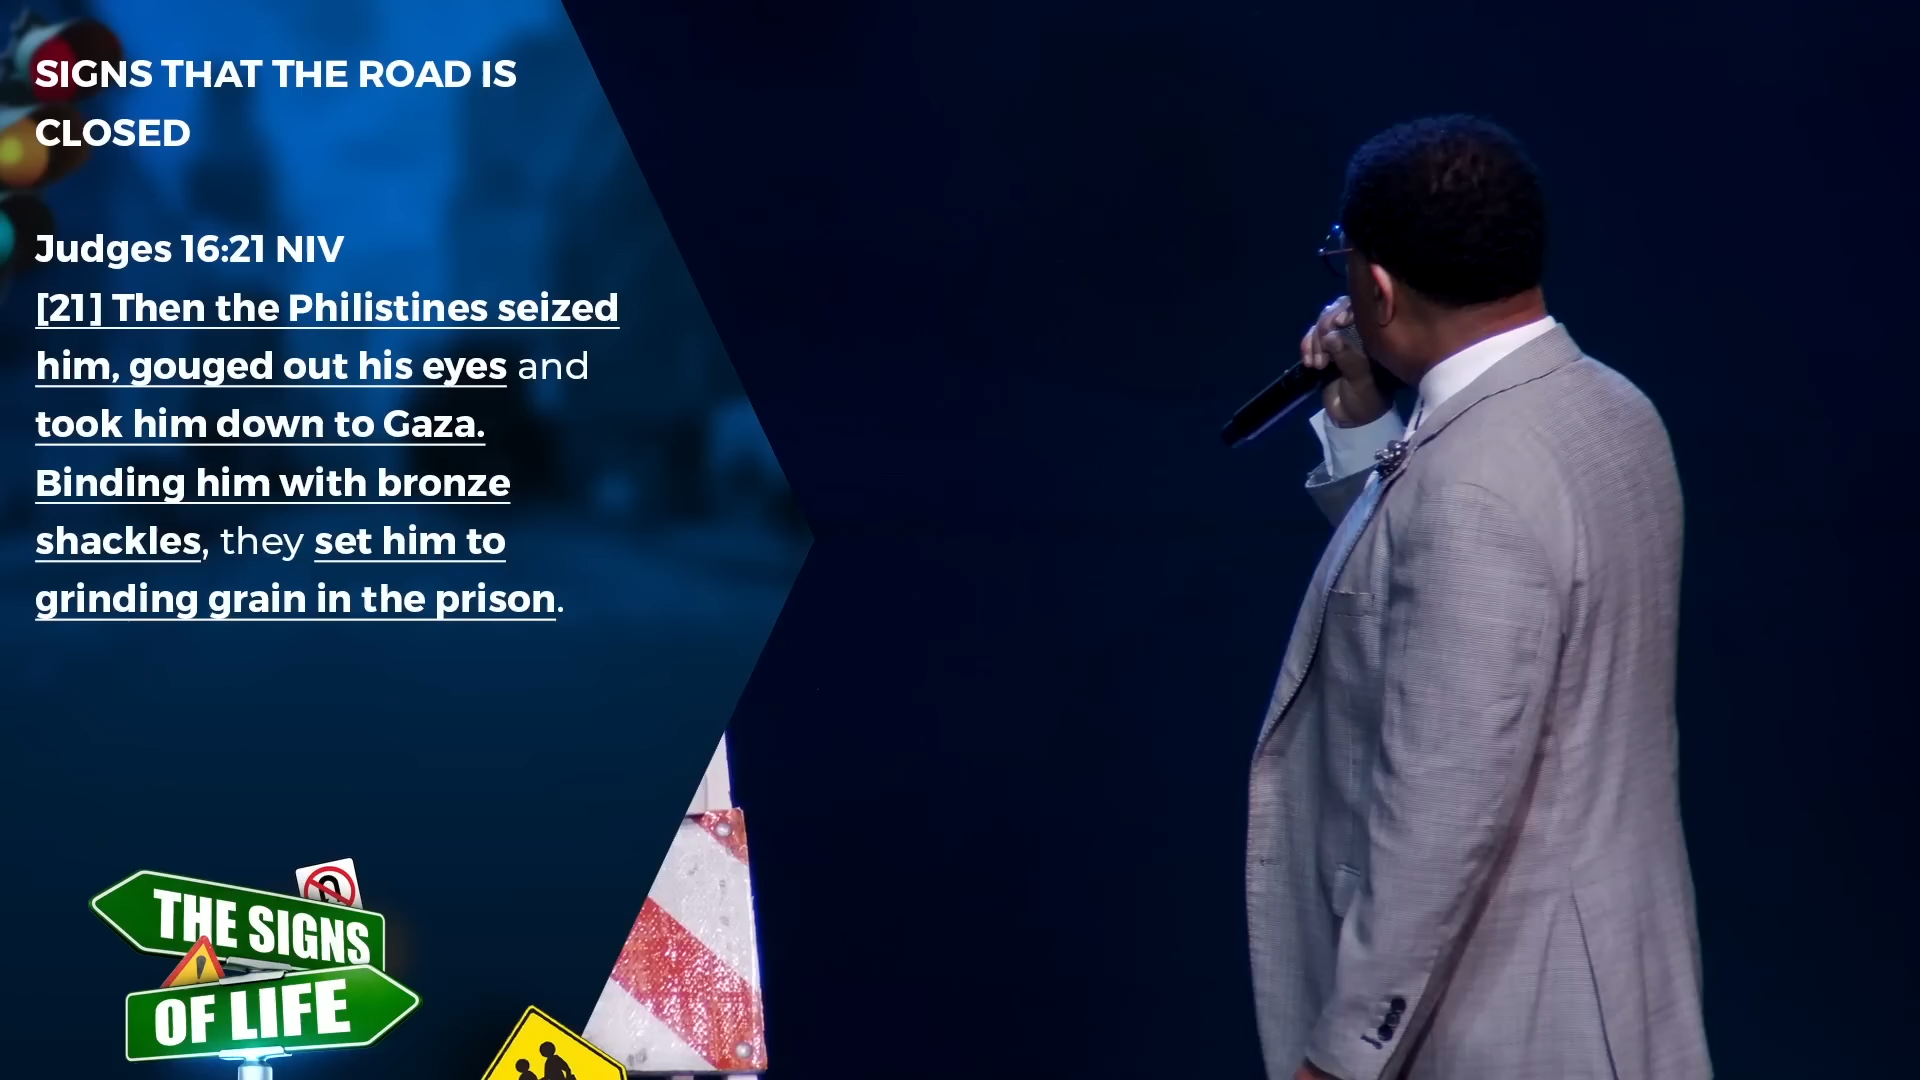 SIGNS THAT THE ROAD IS
CLOSED
Judges 16:21 NIV
[21] Then the Philistines seized
him, gouged out his eyes and
took him down to Gaza.
Binding him with bronze
shackles, they set him to
grinding grain in the prison.
THE SIGNS
OF LIFE